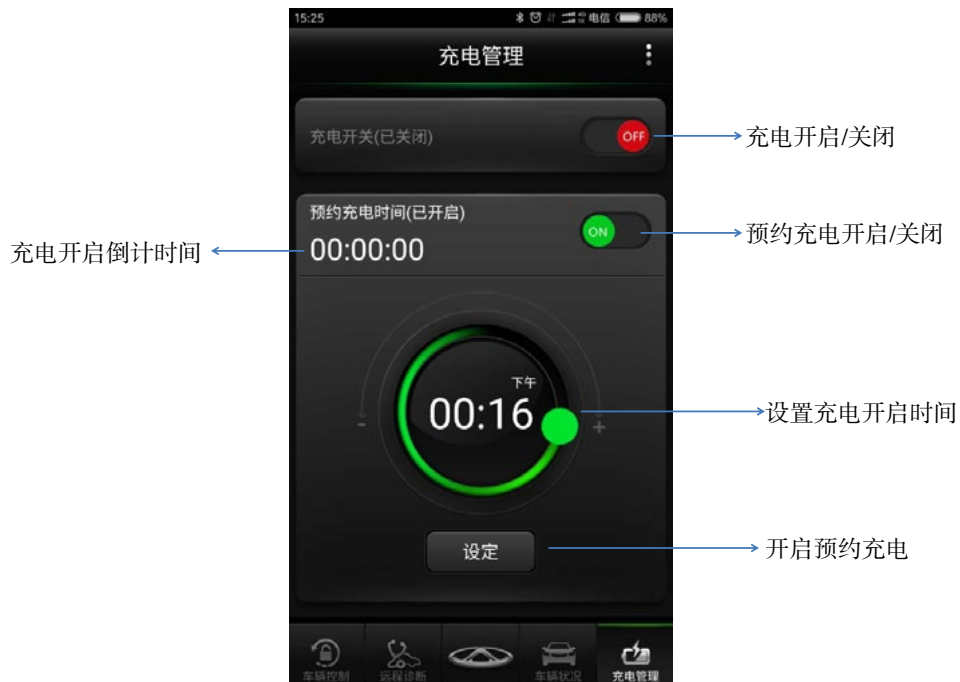 15:25
电信
88%
充电管理
充电开关(已关闭)
OFF
充电开启/关闭
预约充电时间(已开启)
ON
预约充电开启/关闭
00:00:00
充电开启倒计时间
下午
00:16
-
+
设置充电开启时间
设定
开启预约充电
车辆控制
远程诊断
车辆状况
充电管理